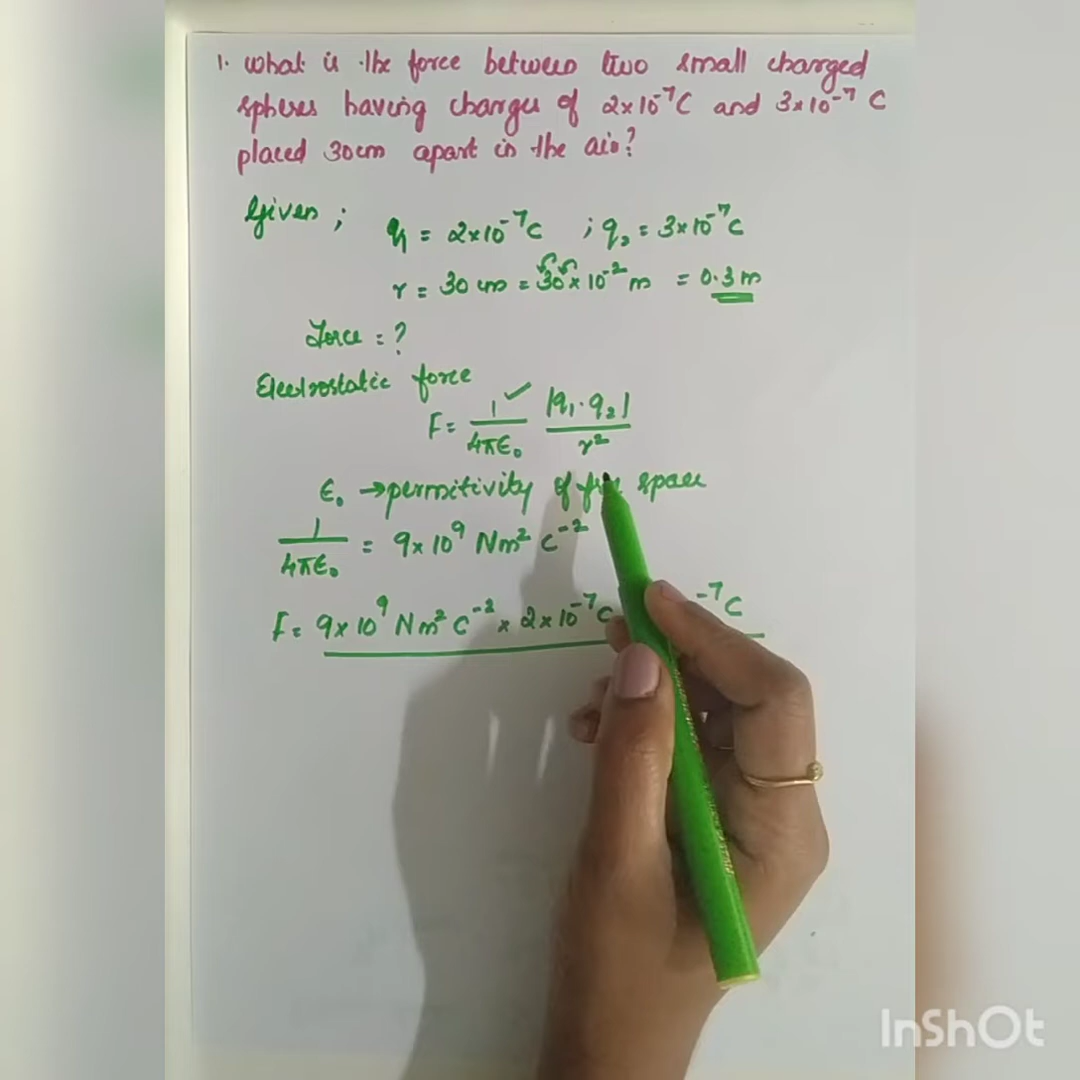 1. What is the force between two small charged
spheres having charges of 2×10⁻⁷C and 3×10⁻⁷ C
placed 30cm apart in the air?
Given ; q₁ = 2×10⁻⁷C ; q₂ = 3×10⁻⁷C
r = 30 cm = 30×10⁻² m = 0.3m
Force = ?
Electrostatic force
F = 1/4πϵ₀ |q₁·q₂|/r²
ϵ₀ → permitivity of free space
1/4πϵ₀ = 9×10⁹ Nm² C⁻²
F = 9×10⁹ Nm² C⁻² × 2×10⁻⁷C ⁻⁷C
InShOt